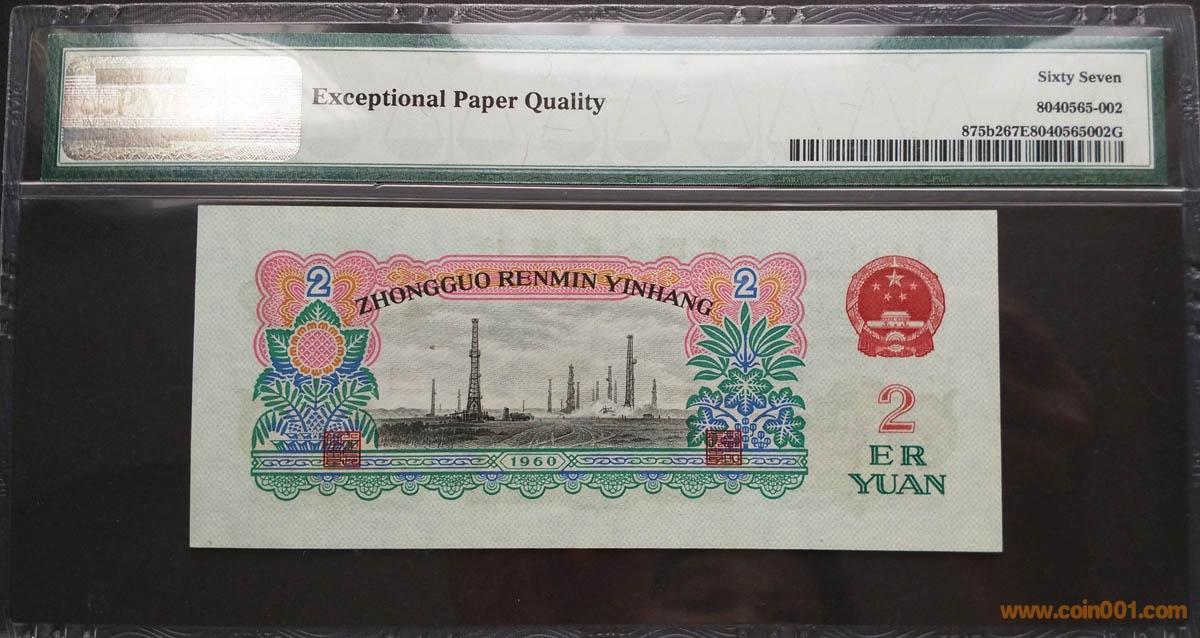 Exceptional Paper Quality
Sixty Seven
8040565-002
875b267E8040565002G
2
2
ZHONGGUO RENMIN YINHANG
2
ER
YUAN
1960
www.coin001.com